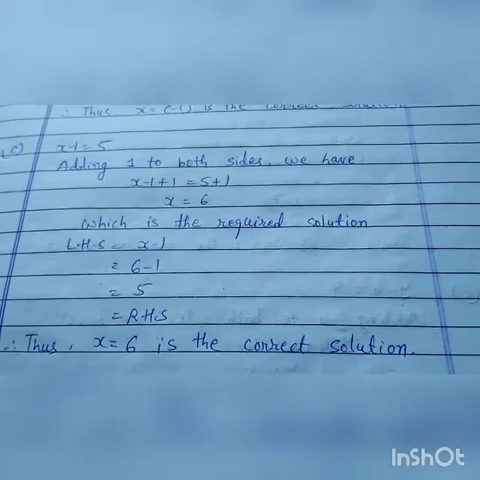 ∴ Thus, x = (-1) is the correct
(c) x-1 = 5
Adding 1 to both sides, we have
x-1+1 = 5+1
x = 6
which is the required solution
L.H.S = x-1
= 6-1
= 5
= R.H.S
∴ Thus, x = 6 is the correct solution.
InShOt